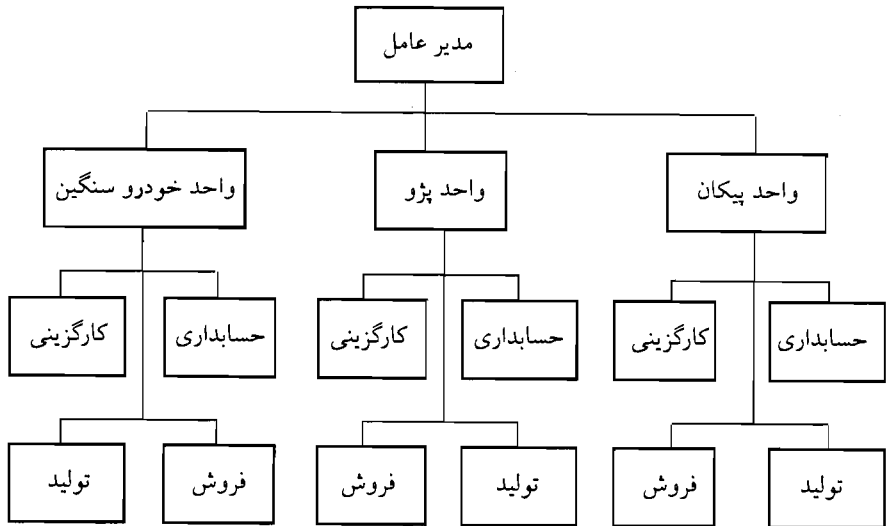 مدیر عامل
واحد پیکان
واحد پژو
واحد خودرو سنگین
حسابداری
کارگزینی
حسابداری
کارگزینی
حسابداری
کارگزینی
تولید
فروش
تولید
فروش
فروش
تولید